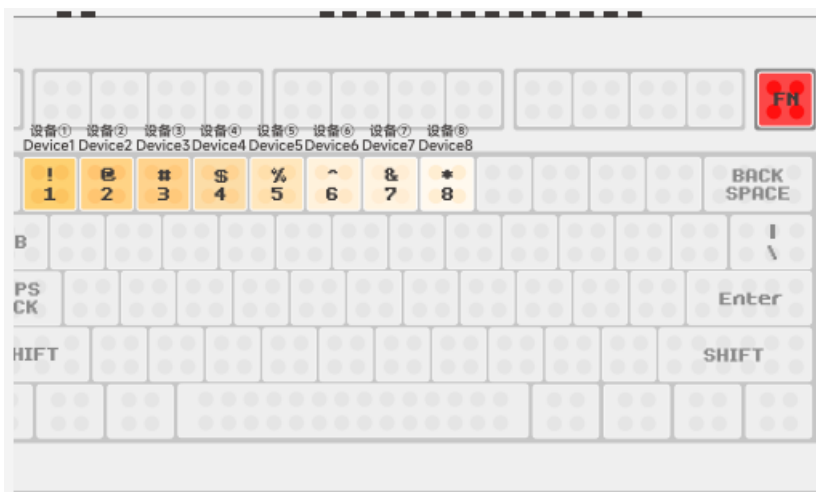 FN
设备① 设备② 设备③ 设备④ 设备⑤ 设备⑥ 设备⑦ 设备⑧
Device1 Device2 Device3 Device4 Device5 Device6 Device7 Device8
! @ # $ % ^ & *
1 2 3 4 5 6 7 8
BACK
SPACE
B
|
\
PS
CK
Enter
HIFT
SHIFT